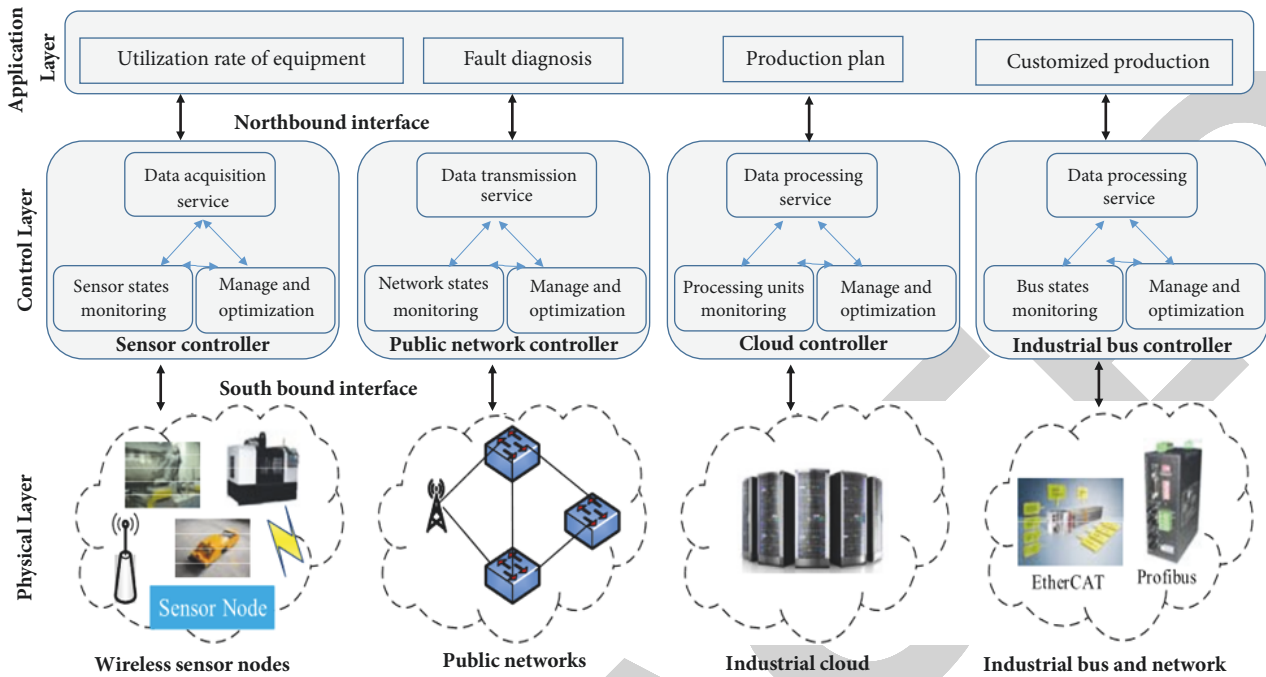 Application
Layer
Utilization rate of equipment
Fault diagnosis
Production plan
Customized production
Northbound interface
Control Layer
Data acquisition
service
Sensor states
monitoring
Manage and
optimization
Sensor controller
Data transmission
service
Network states
monitoring
Manage and
optimization
Public network controller
Data processing
service
Processing units
monitoring
Manage and
optimization
Cloud controller
Data processing
service
Bus states
monitoring
Manage and
optimization
Industrial bus controller
South bound interface
Physical Layer
Sensor Node
Wireless sensor nodes
Public networks
Industrial cloud
EtherCAT
Profibus
Industrial bus and network